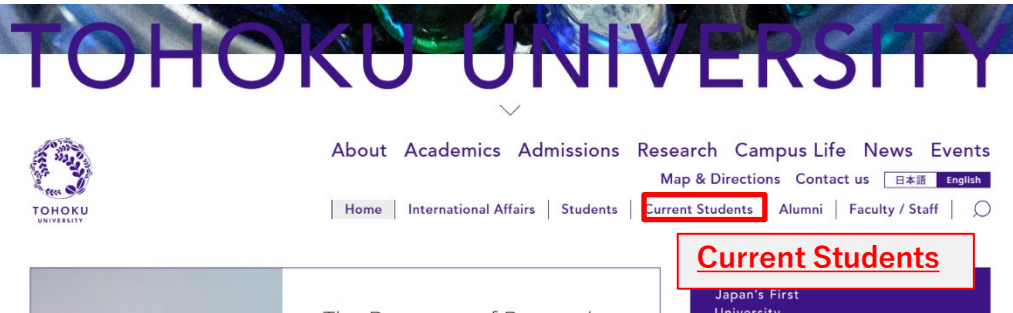 TOHOKU UNIVERSITY
About Academics Admissions Research Campus Life News Events
Map & Directions Contact us 日本語 English
TOHOKU
UNIVERSITY
Home International Affairs Students Current Students Alumni Faculty / Staff
Current Students
Japan's First
University